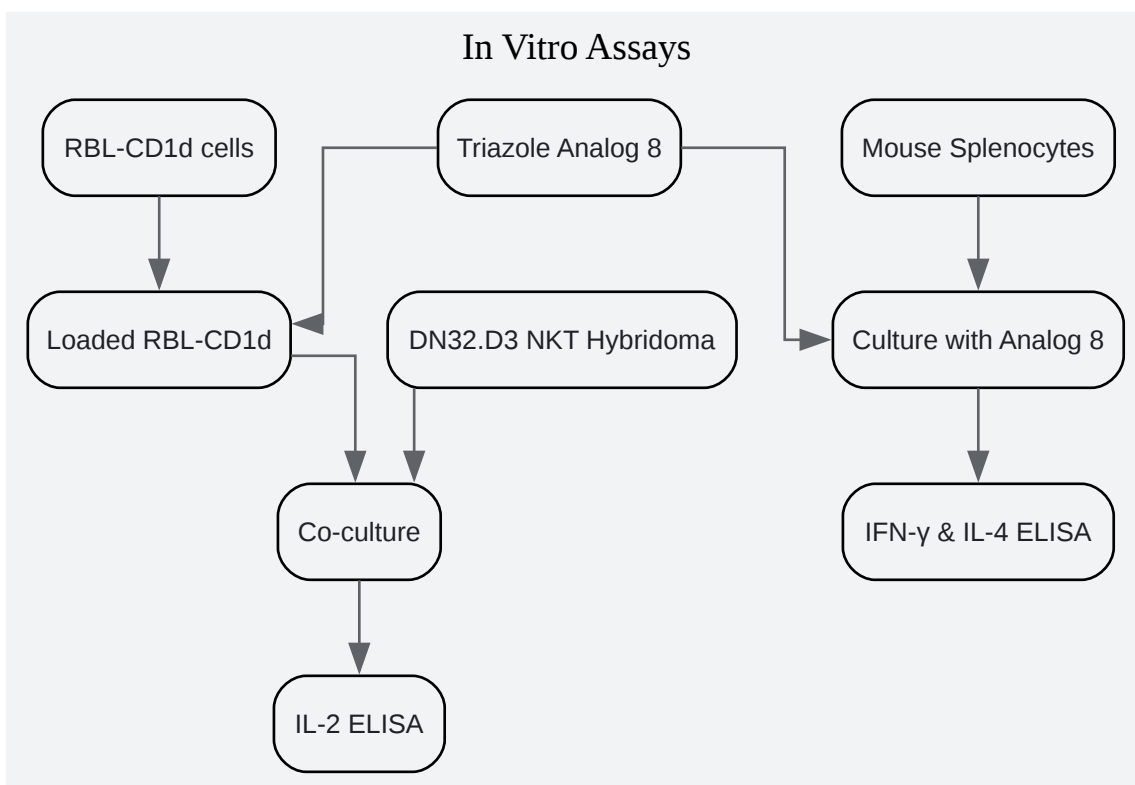 In Vitro Assays
RBL-CD1d cells
Triazole Analog 8
Mouse Splenocytes
Loaded RBL-CD1d
DN32.D3 NKT Hybridoma
Culture with Analog 8
Co-culture
IFN-γ & IL-4 ELISA
IL-2 ELISA